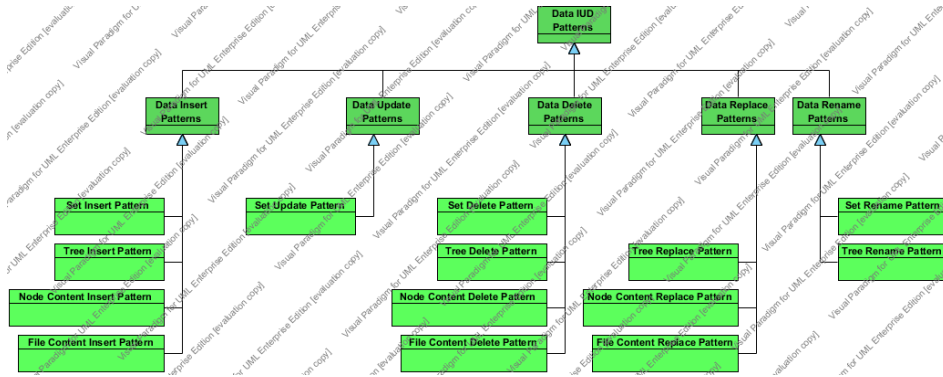 Data IUD
Patterns
Data Insert
Patterns
Data Update
Patterns
Data Delete
Patterns
Data Replace
Patterns
Data Rename
Patterns
Set Insert Pattern
Set Update Pattern
Set Delete Pattern
Set Rename Pattern
Tree Insert Pattern
Tree Delete Pattern
Tree Replace Pattern
Tree Rename Pattern
Node Content Insert Pattern
Node Content Delete Pattern
Node Content Replace Pattern
File Content Insert Pattern
File Content Delete Pattern
File Content Replace Pattern
Visual Paradigm for UML Enterprise Edition [evaluation copy]